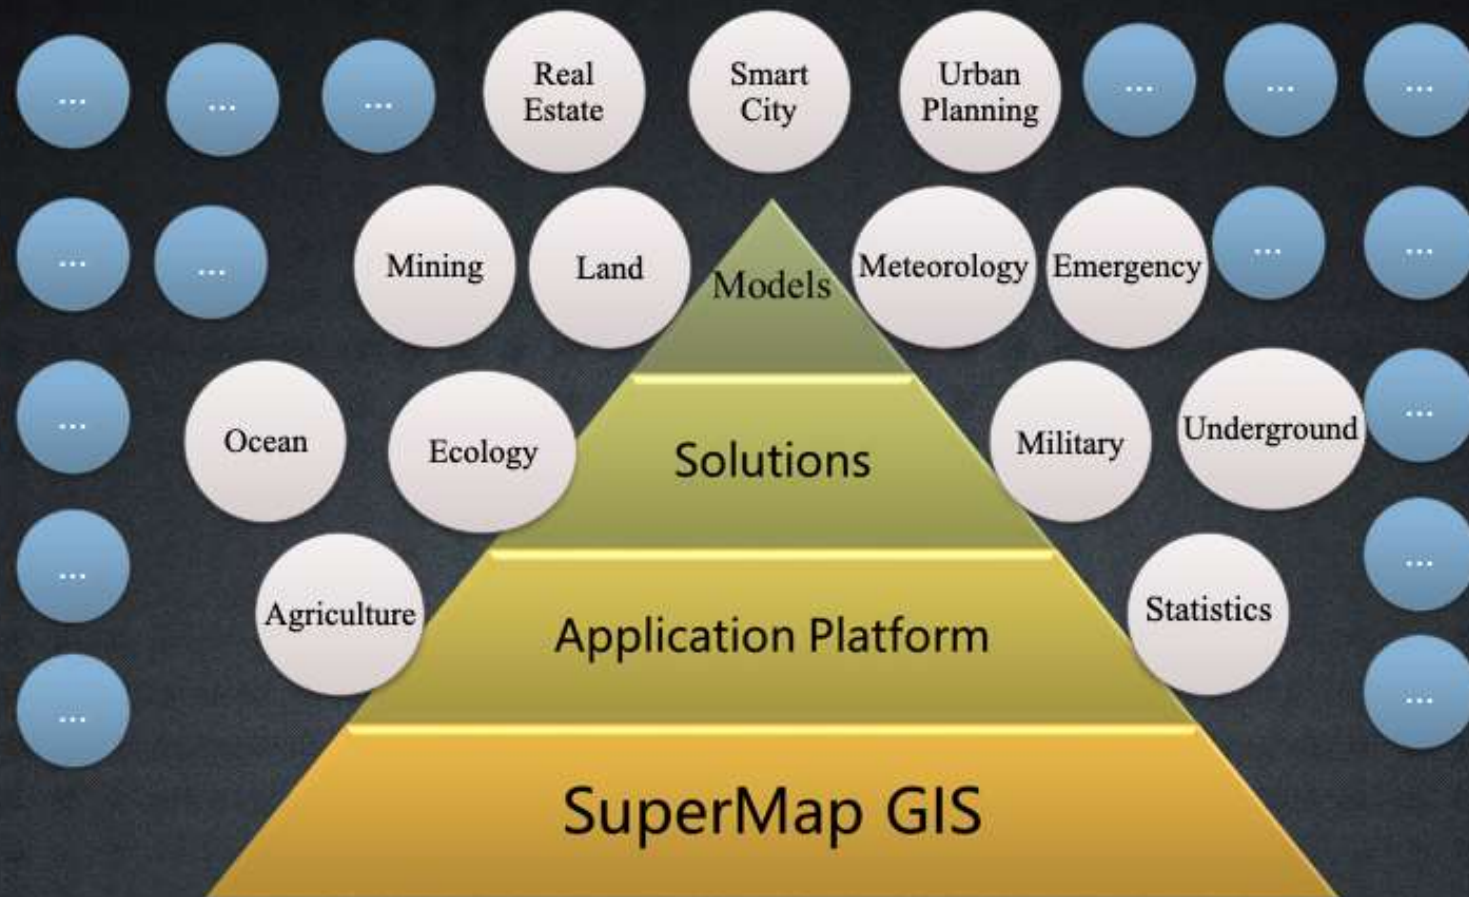 ... ... ... Real Estate Smart City Urban Planning ... ... ...
... ... Mining Land Models Meteorology Emergency ... ...
... Ocean Ecology Solutions Military Underground ...
... Agriculture Application Platform Statistics ...
... SuperMap GIS ...